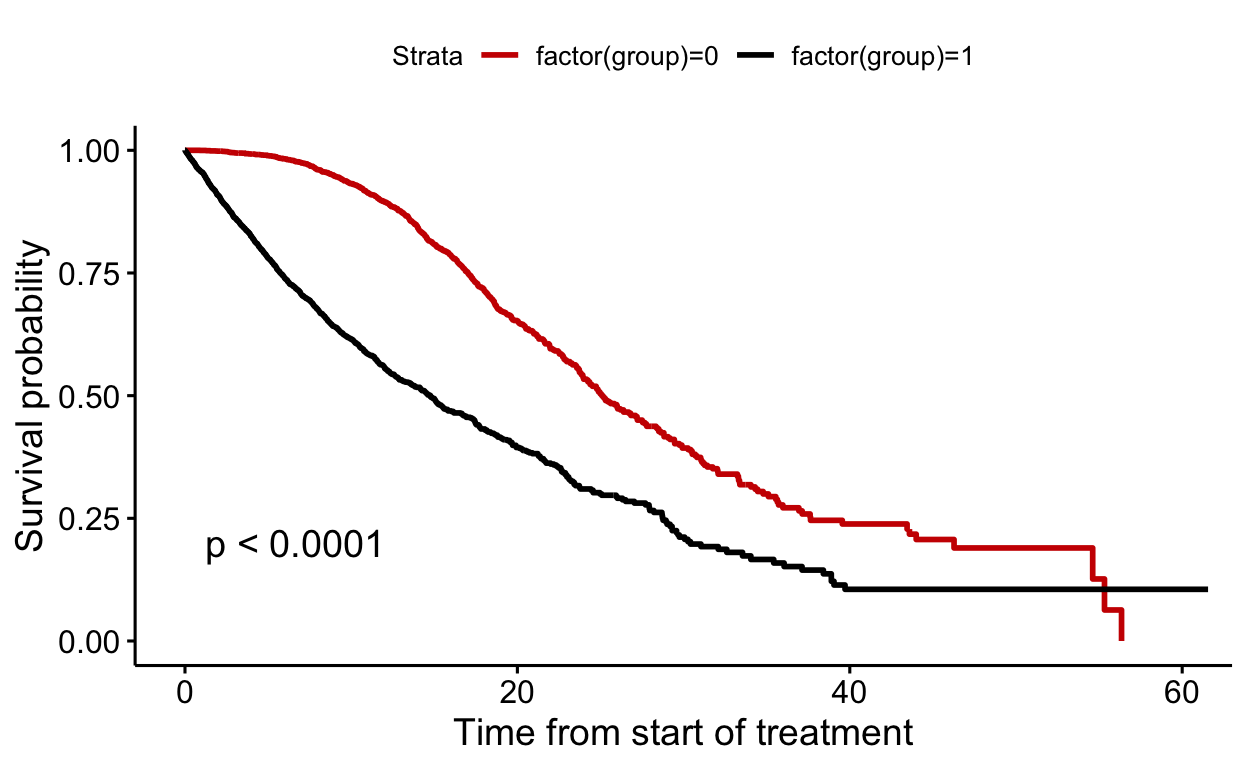 Strata factor(group)=0 factor(group)=1
1.00
0.75
0.50
0.25
0.00
Survival probability
p < 0.0001
0 20 40 60
Time from start of treatment